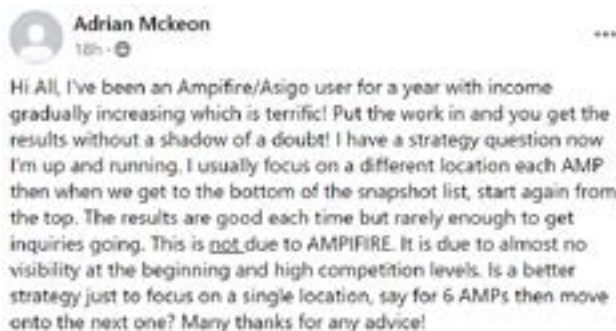 Adrian Mckeon
18h ·
Hi All, I've been an Ampifire/Asigo user for a year with income
gradually increasing which is terrific! Put the work in and you get the
results without a shadow of a doubt! I have a strategy question now
I'm up and running. I usually focus on a different location each AMP
then when we get to the bottom of the snapshot list, start again from
the top. The results are good each time but rarely enough to get
inquiries going. This is not due to AMPIFIRE. It is due to almost no
visibility at the beginning and high competition levels. Is a better
strategy just to focus on a single location, say for 6 AMPs then move
onto the next one? Many thanks for any advice!